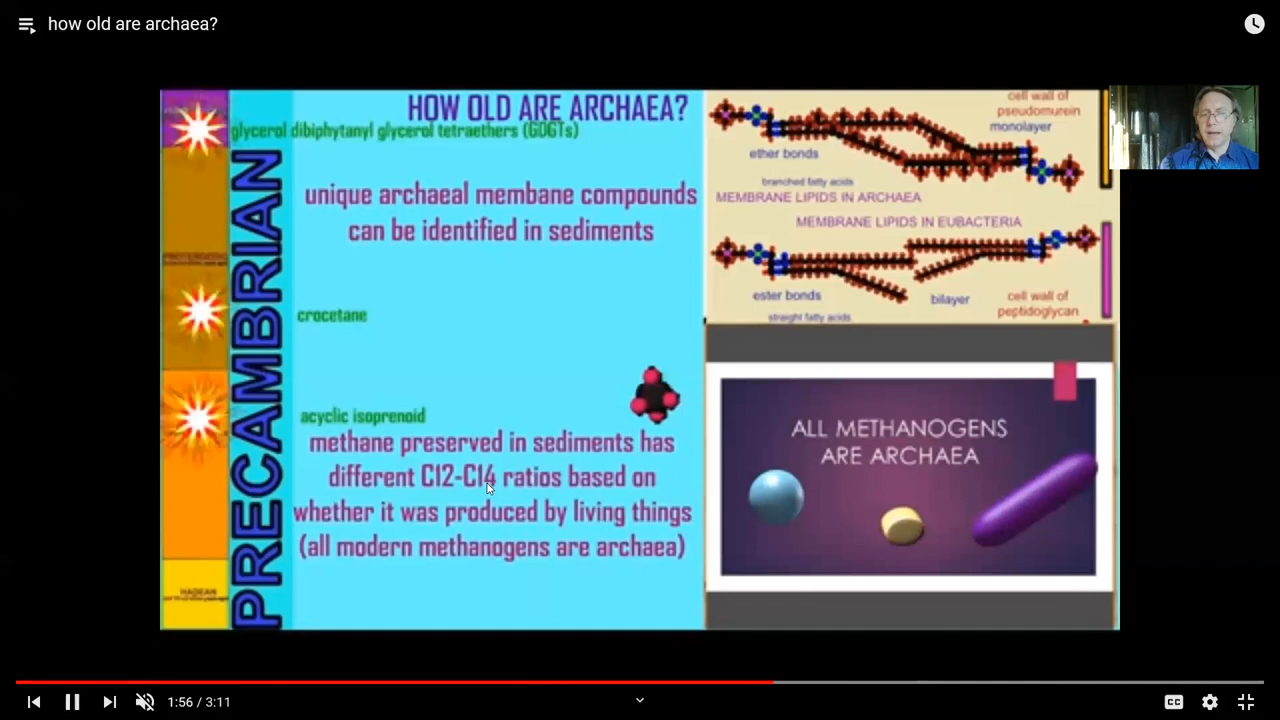 how old are archaea?
HOW OLD ARE ARCHAEA?
glycerol dibiphytanyl glycerol tetraethers (GDGTs)
unique archaeal membane compounds
can be identified in sediments
crocetane
acyclic isoprenoid
methane preserved in sediments has
different C12-C14 ratios based on
whether it was produced by living things
(all modern methanogens are archaea)
PRECAMBRIAN
HADEAN
cell wall of
pseudomurein
monolayer
ether bonds
branched fatty acids
MEMBRANE LIPIDS IN ARCHAEA
MEMBRANE LIPIDS IN EUBACTERIA
ester bonds
bilayer
cell wall of
peptidoglycan
straight fatty acids
ALL METHANOGENS
ARE ARCHAEA
1:56 / 3:11
CC